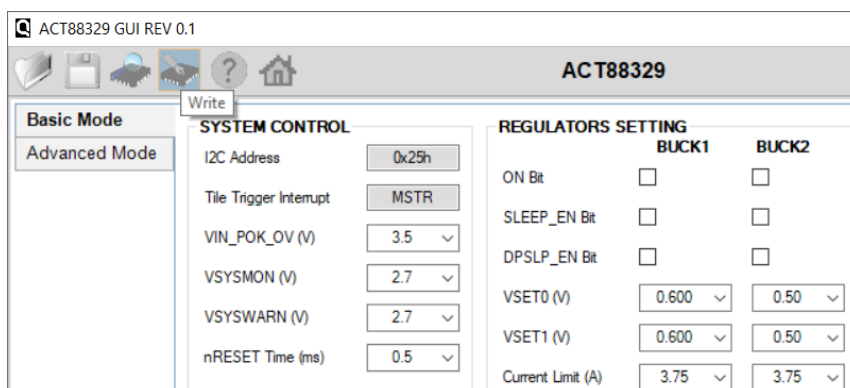 ACT88329 GUI REV 0.1
?
ACT88329
Write
Basic Mode
Advanced Mode
SYSTEM CONTROL
I2C Address 0x25h
Tile Trigger Interrupt MSTR
VIN_POK_OV (V) 3.5
VSYSMON (V) 2.7
VSYSWARN (V) 2.7
nRESET Time (ms) 0.5
REGULATORS SETTING
BUCK1 BUCK2
ON Bit
SLEEP_EN Bit
DPSLP_EN Bit
VSET0 (V) 0.600 0.50
VSET1 (V) 0.600 0.50
Current Limit (A) 3.75 3.75